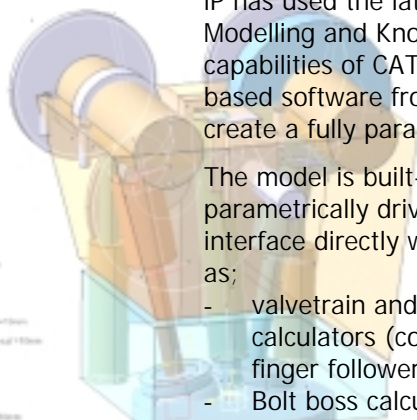 IP has used the lat
Modelling and Kno
capabilities of CAT
based software fro
create a fully para
The model is built-
parametrically driv
interface directly w
as;
- valvetrain and
calculators (co
finger follower
- Bolt boss calcu